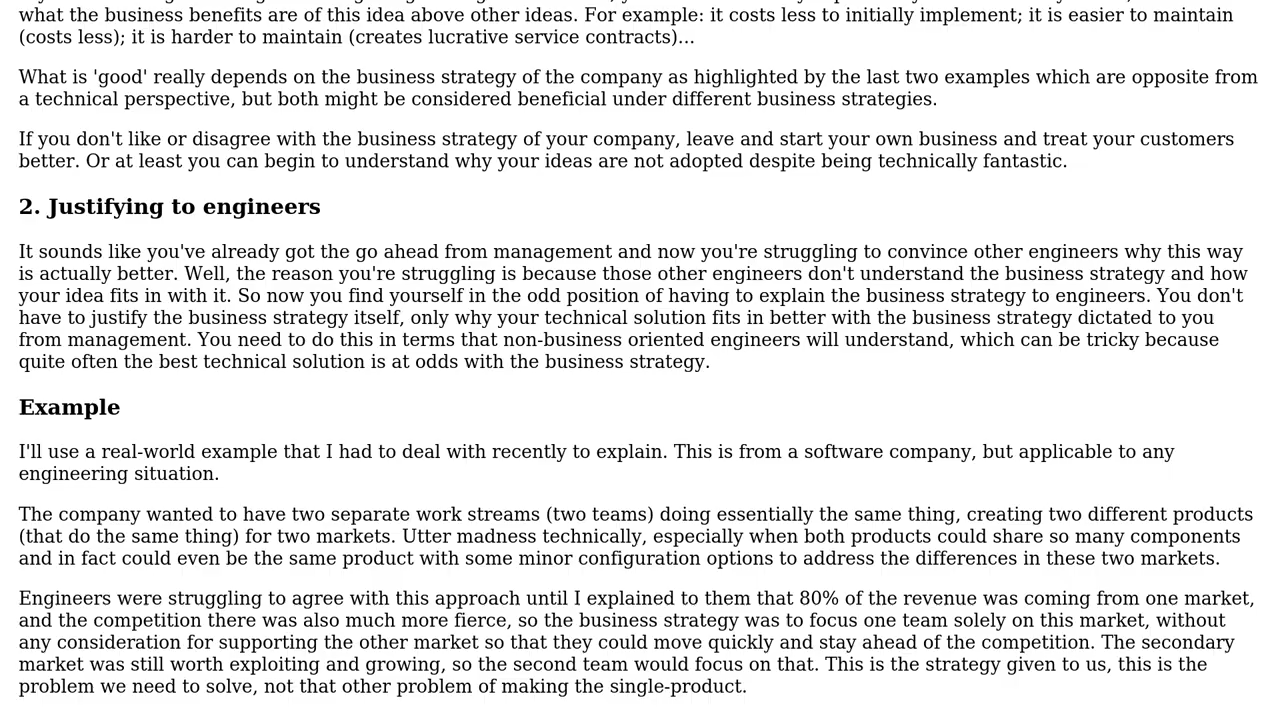 what the business benefits are of this idea above other ideas. For example: it costs less to initially implement; it is easier to maintain
(costs less); it is harder to maintain (creates lucrative service contracts)...
What is 'good' really depends on the business strategy of the company as highlighted by the last two examples which are opposite from
a technical perspective, but both might be considered beneficial under different business strategies.
If you don't like or disagree with the business strategy of your company, leave and start your own business and treat your customers
better. Or at least you can begin to understand why your ideas are not adopted despite being technically fantastic.
2. Justifying to engineers
It sounds like you've already got the go ahead from management and now you're struggling to convince other engineers why this way
is actually better. Well, the reason you're struggling is because those other engineers don't understand the business strategy and how
your idea fits in with it. So now you find yourself in the odd position of having to explain the business strategy to engineers. You don't
have to justify the business strategy itself, only why your technical solution fits in better with the business strategy dictated to you
from management. You need to do this in terms that non-business oriented engineers will understand, which can be tricky because
quite often the best technical solution is at odds with the business strategy.
Example
I'll use a real-world example that I had to deal with recently to explain. This is from a software company, but applicable to any
engineering situation.
The company wanted to have two separate work streams (two teams) doing essentially the same thing, creating two different products
(that do the same thing) for two markets. Utter madness technically, especially when both products could share so many components
and in fact could even be the same product with some minor configuration options to address the differences in these two markets.
Engineers were struggling to agree with this approach until I explained to them that 80% of the revenue was coming from one market,
and the competition there was also much more fierce, so the business strategy was to focus one team solely on this market, without
any consideration for supporting the other market so that they could move quickly and stay ahead of the competition. The secondary
market was still worth exploiting and growing, so the second team would focus on that. This is the strategy given to us, this is the
problem we need to solve, not that other problem of making the single-product.